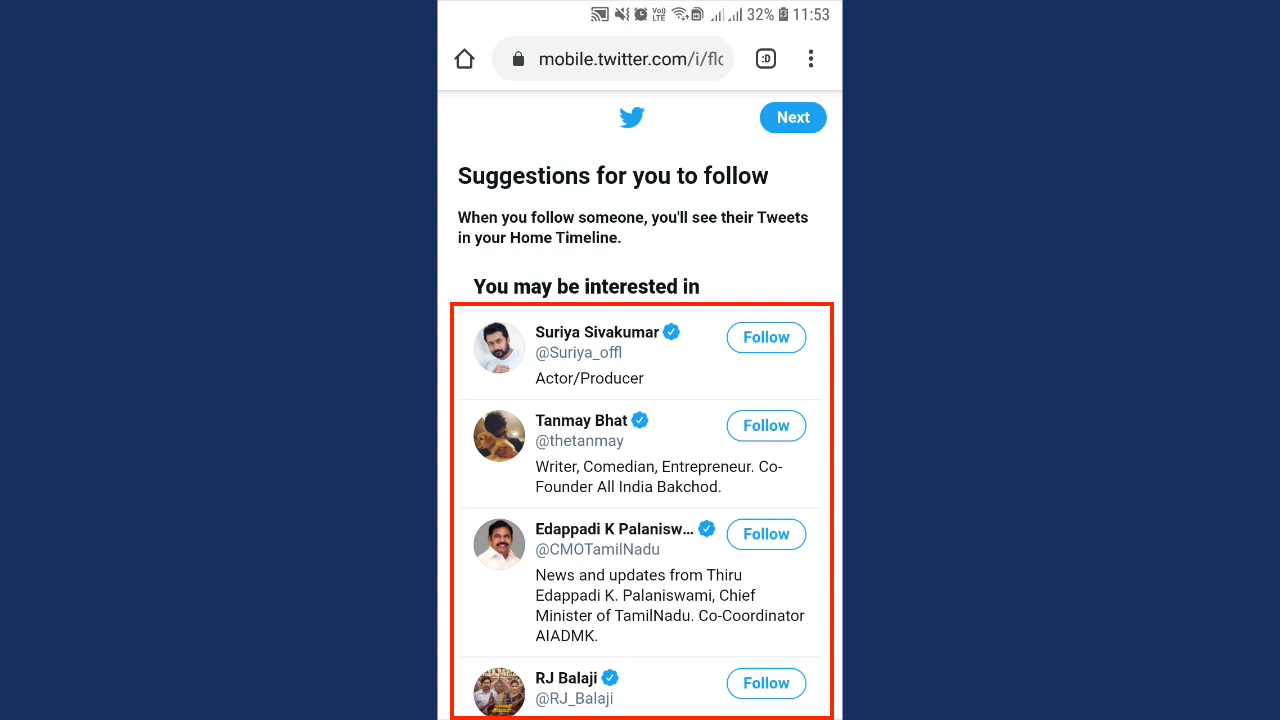 Vo)) LTE 32% 11:53
mobile.twitter.com/i/flo :D
Next
Suggestions for you to follow
When you follow someone, you'll see their Tweets
in your Home Timeline.
You may be interested in
Suriya Sivakumar
Follow
@Suriya_offl
Actor/Producer
Tanmay Bhat
Follow
@thetanmay
Writer, Comedian, Entrepreneur. Co-
Founder All India Bakchod.
Edappadi K Palanisw...
Follow
@CMOTamilNadu
News and updates from Thiru
Edappadi K. Palaniswami, Chief
Minister of TamilNadu. Co-Coordinator
AIADMK.
RJ Balaji
Follow
@RJ_Balaji